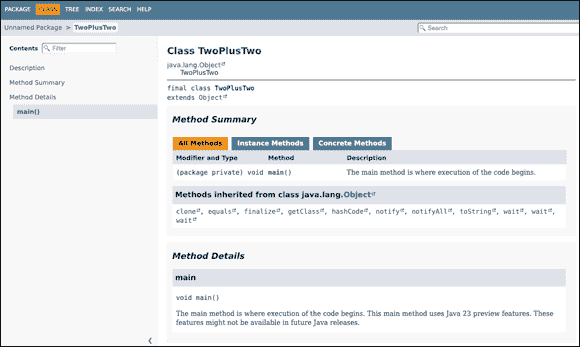 PACKAGE CLASS TREE INDEX SEARCH HELP
Unnamed Package > TwoPlusTwo
Search
Contents Filter
Description
Method Summary
Method Details
main()
Class TwoPlusTwo
java.lang.Object
TwoPlusTwo
final class TwoPlusTwo
extends Object
Method Summary
All Methods Instance Methods Concrete Methods
Modifier and Type Method Description
(package private) void main() The main method is where execution of the code begins.
Methods inherited from class java.lang.Object
clone, equals, finalize, getClass, hashCode, notify, notifyAll, toString, wait, wait,
wait
Method Details
main
void main()
The main method is where execution of the code begins. This main method uses Java 23 preview features. These
features might not be available in future Java releases.